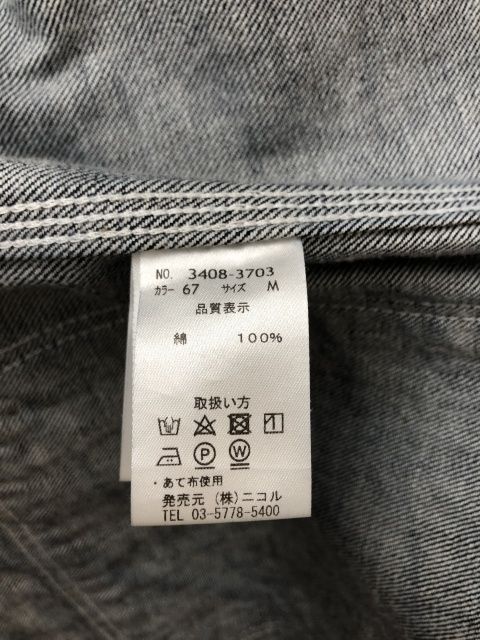 NO. 3408-3703
カラー 67 サイズ M
品質表示
綿 100%
取扱い方
P W
・あて布使用
発売元 (株)ニコル
TEL 03-5778-5400